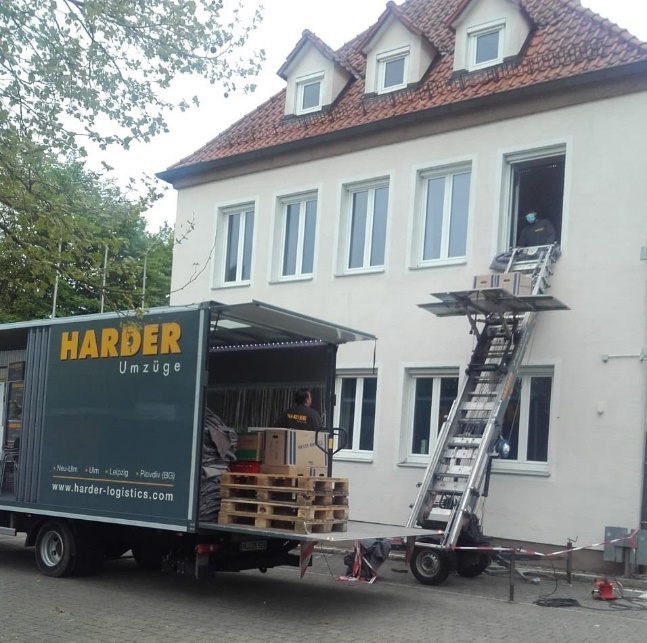 HARDER
Umzüge
• Neu-Ulm • Ulm • Leipzig • Plovdiv (BG)
www.harder-logistics.com